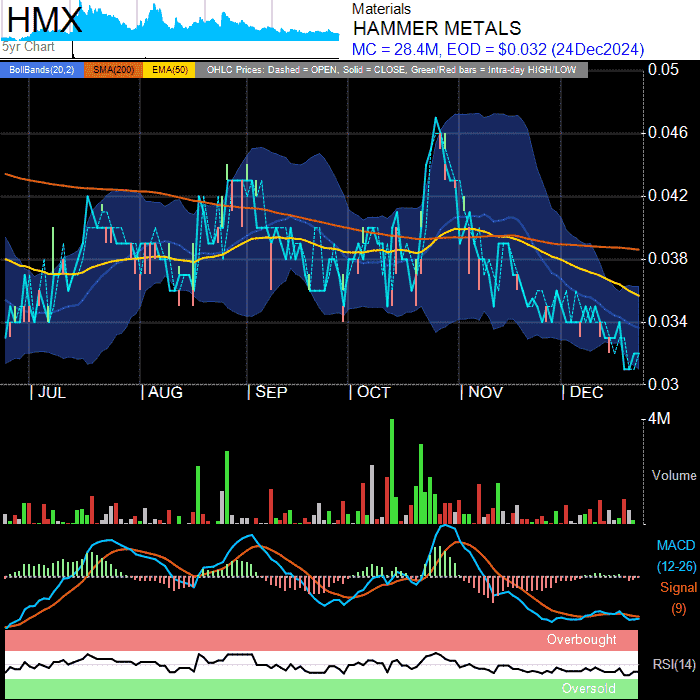 HMX
5yr Chart
Materials
HAMMER METALS
MC = 28.4M, EOD = $0.032 (24Dec2024)
BollBands(20,2) SMA(200) EMA(50) OHLC Prices: Dashed = OPEN, Solid = CLOSE, Green/Red bars = Intra-day HIGH/LOW
0.05
0.046
0.042
0.038
0.034
0.03
JUL AUG SEP OCT NOV DEC
4M
Volume
MACD
(12-26)
Signal
(9)
Overbought
RSI(14)
Oversold